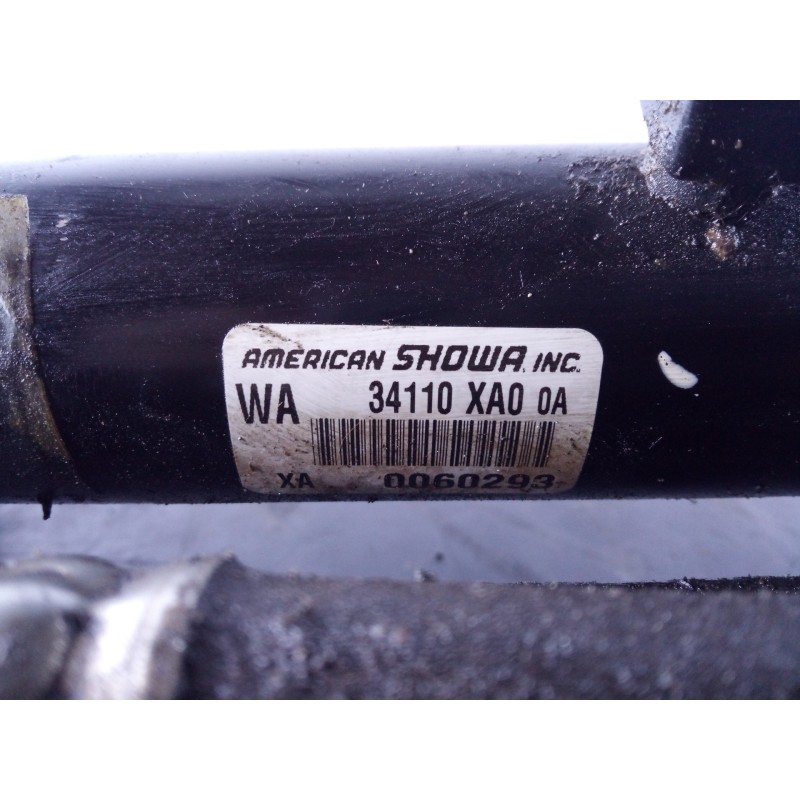 AMERICAN SHOWA, INC.
WA 34110 XA0 0A
XA 0060293